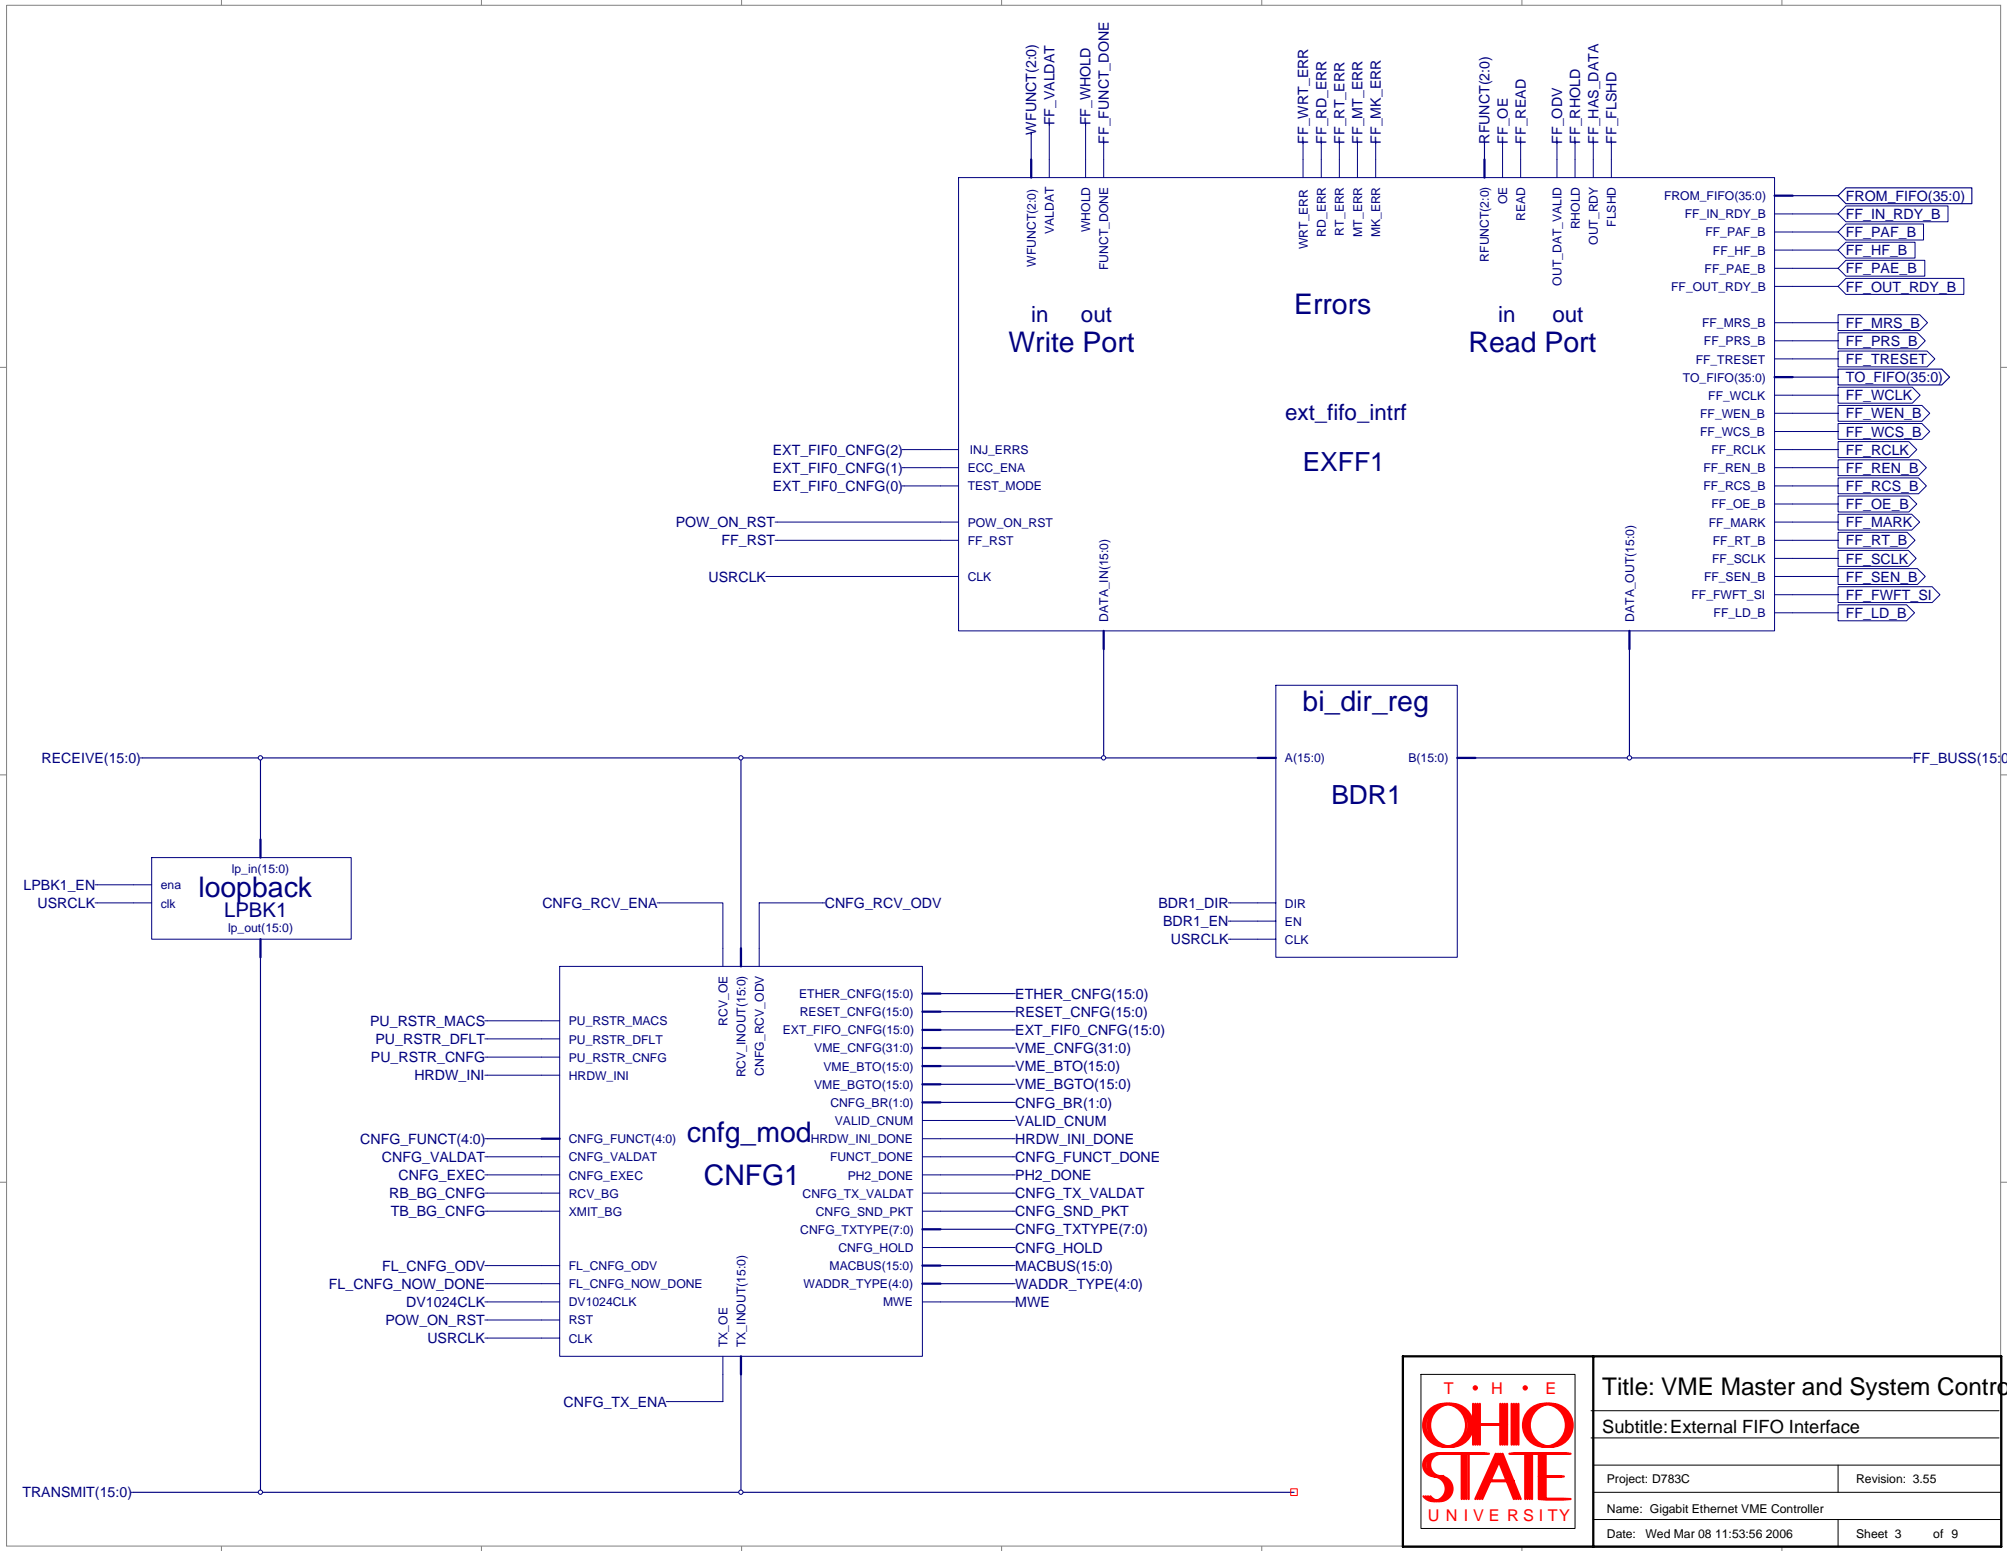 WFUNCT(2:0)
FF_VALDAT
FF_WHOLD
FF_FUNCT_DONE
FF_WRT_ERR
FF_RD_ERR
FF_RT_ERR
FF_MT_ERR
FF_MK_ERR
RFUNCT(2:0)
FF_OE
FF_READ
FF_ODV
FF_RHOLD
FF_HAS_DATA
FF_FLSHD
WFUNCT(2:0)
VALDAT
WHOLD
FUNCT_DONE
WRT_ERR
RD_ERR
RT_ERR
MT_ERR
MK_ERR
RFUNCT(2:0)
OE
READ
OUT_DAT_VALID
RHOLD
OUT_RDY
FLSHD
in out
Write Port
Errors
in out
Read Port
ext_fifo_intrf
EXFF1
FROM_FIFO(35:0) FROM_FIFO(35:0)
FF_IN_RDY_B FF_IN_RDY_B
FF_PAF_B FF_PAF_B
FF_HF_B FF_HF_B
FF_PAE_B FF_PAE_B
FF_OUT_RDY_B FF_OUT_RDY_B
FF_MRS_B FF_MRS_B
FF_PRS_B FF_PRS_B
FF_TRESET FF_TRESET
TO_FIFO(35:0) TO_FIFO(35:0)
FF_WCLK FF_WCLK
FF_WEN_B FF_WEN_B
FF_WCS_B FF_WCS_B
FF_RCLK FF_RCLK
FF_REN_B FF_REN_B
FF_RCS_B FF_RCS_B
FF_OE_B FF_OE_B
FF_MARK FF_MARK
FF_RT_B FF_RT_B
FF_SCLK FF_SCLK
FF_SEN_B FF_SEN_B
FF_FWFT_SI FF_FWFT_SI
FF_LD_B FF_LD_B
EXT_FIF0_CNFG(2) INJ_ERRS
EXT_FIF0_CNFG(1) ECC_ENA
EXT_FIF0_CNFG(0) TEST_MODE
POW_ON_RST POW_ON_RST
FF_RST FF_RST
USRCLK CLK
DATA_IN(15:0)
DATA_OUT(15:0)
bi_dir_reg
A(15:0) B(15:0)
BDR1
BDR1_DIR DIR
BDR1_EN EN
USRCLK CLK
RECEIVE(15:0)
FF_BUSS(15:0
lp_in(15:0)
loopback
LPBK1
lp_out(15:0)
LPBK1_EN ena
USRCLK clk
CNFG_RCV_ENA
CNFG_RCV_ODV
RCV_OE
RCV_INOUT(15:0)
CNFG_RCV_ODV
PU_RSTR_MACS PU_RSTR_MACS
PU_RSTR_DFLT PU_RSTR_DFLT
PU_RSTR_CNFG PU_RSTR_CNFG
HRDW_INI HRDW_INI
CNFG_FUNCT(4:0) CNFG_FUNCT(4:0)
CNFG_VALDAT CNFG_VALDAT
CNFG_EXEC CNFG_EXEC
RB_BG_CNFG RCV_BG
TB_BG_CNFG XMIT_BG
FL_CNFG_ODV FL_CNFG_ODV
FL_CNFG_NOW_DONE FL_CNFG_NOW_DONE
DV1024CLK DV1024CLK
POW_ON_RST RST
USRCLK CLK
cnfg_mod
CNFG1
ETHER_CNFG(15:0) ETHER_CNFG(15:0)
RESET_CNFG(15:0) RESET_CNFG(15:0)
EXT_FIFO_CNFG(15:0) EXT_FIF0_CNFG(15:0)
VME_CNFG(31:0) VME_CNFG(31:0)
VME_BTO(15:0) VME_BTO(15:0)
VME_BGTO(15:0) VME_BGTO(15:0)
CNFG_BR(1:0) CNFG_BR(1:0)
VALID_CNUM VALID_CNUM
HRDW_INI_DONE HRDW_INI_DONE
FUNCT_DONE CNFG_FUNCT_DONE
PH2_DONE PH2_DONE
CNFG_TX_VALDAT CNFG_TX_VALDAT
CNFG_SND_PKT CNFG_SND_PKT
CNFG_TXTYPE(7:0) CNFG_TXTYPE(7:0)
CNFG_HOLD CNFG_HOLD
MACBUS(15:0) MACBUS(15:0)
WADDR_TYPE(4:0) WADDR_TYPE(4:0)
MWE MWE
TX_OE
TX_INOUT(15:0)
CNFG_TX_ENA
TRANSMIT(15:0)
T • H • E
OHIO
STATE
UNIVERSITY
Title: VME Master and System Contro
Subtitle: External FIFO Interface
Project: D783C Revision: 3.55
Name: Gigabit Ethernet VME Controller
Date: Wed Mar 08 11:53:56 2006 Sheet 3 of 9